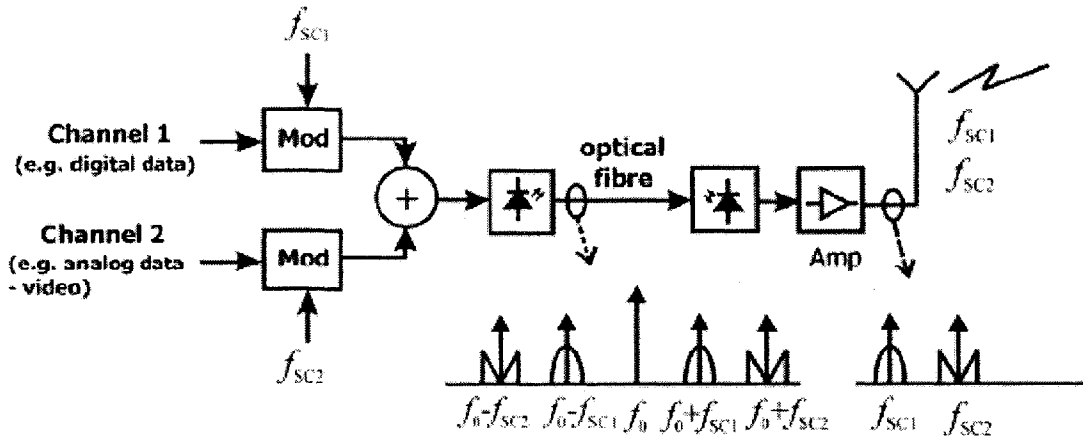 f_SC1
Channel 1
(e.g. digital data)
Mod
+
optical
fibre
f_SC1
f_SC2
Channel 2
(e.g. analog data
- video)
Mod
Amp
f_SC2
f_0-f_SC2
f_0-f_SC1
f_0
f_0+f_SC1
f_0+f_SC2
f_SC1
f_SC2